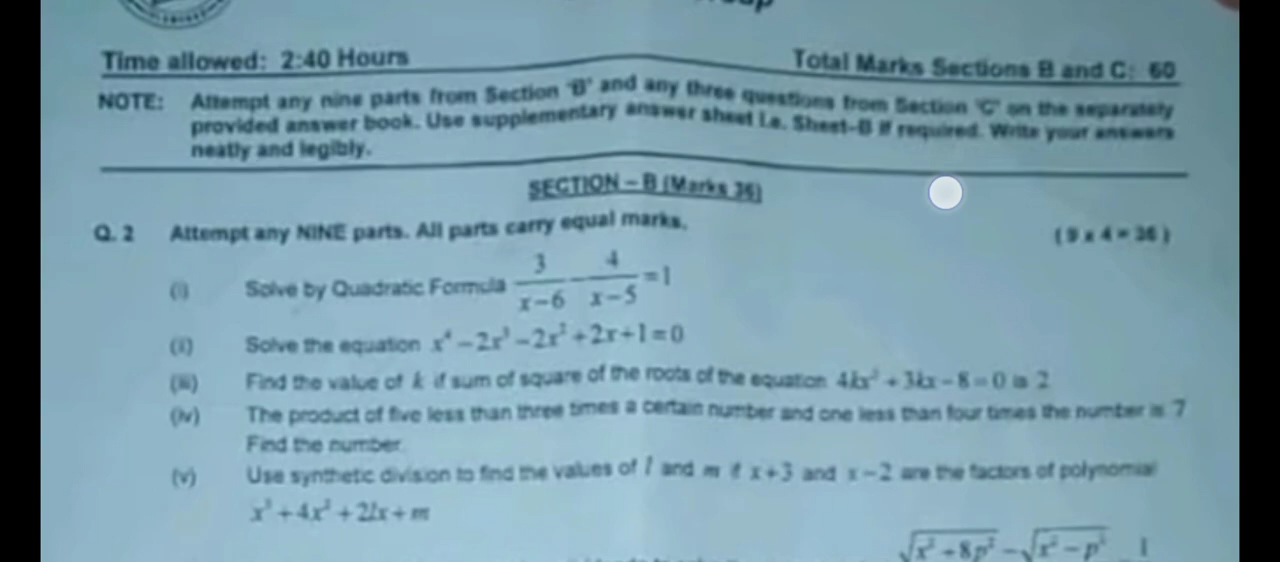 Time allowed: 2:40 Hours
Total Marks Sections B and C: 60
NOTE: Attempt any nine parts from Section 'B' and any three questions from Section 'C' on the separately
provided answer book. Use supplementary answer sheet i.e. Sheet–B if required. Write your answers
neatly and legibly.
SECTION – B (Marks 36)
Q. 2 Attempt any NINE parts. All parts carry equal marks. (9 x 4 = 36)
(i) Solve by Quadratic Formula 3/(x−6) − 4/(x−5) = 1
(ii) Solve the equation x⁴ − 2x³ − 2x² + 2x + 1 = 0
(iii) Find the value of k if sum of square of the roots of the equation 4kx² + 3kx − 8 = 0 is 2
(iv) The product of five less than three times a certain number and one less than four times the number is 7
Find the number.
(v) Use synthetic division to find the values of l and m if x+3 and x−2 are the factors of polynomial
x³ + 4x² + 2lx + m